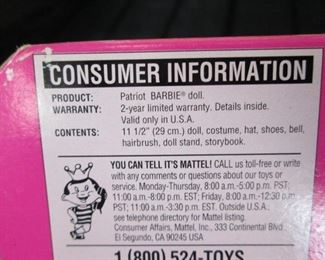 CONSUMER INFORMATION
PRODUCT: Patriot BARBIE® doll.
WARRANTY: 2-year limited warranty. Details inside.
Valid only in U.S.A.
CONTENTS: 11 1/2" (29 cm.) doll, costume, hat, shoes, bell,
hairbrush, doll stand, storybook.
YOU CAN TELL IT'S MATTEL! CALL us toll-free or write
with any comments or questions about our toys or
service. Monday-Thursday, 8:00 a.m.-5:00 p.m. PST;
11:00 a.m.-8:00 p.m. EST; Friday, 8:00 a.m.-12:30 p.m.
PST; 11:00 a.m.-3:30 p.m. EST. Outside U.S.A.,
see telephone directory for Mattel listing.
Consumer Affairs, Mattel, Inc., 333 Continental Blvd.
El Segundo, CA 90245 USA
1 (800) 524-TOYS